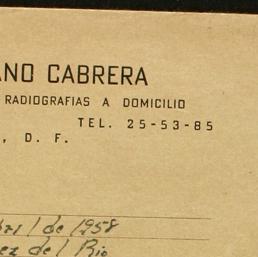 ANO CABRERA
RADIOGRAFIAS A DOMICILIO
TEL. 25-53-85
, D. F.
de 1958
del Rio